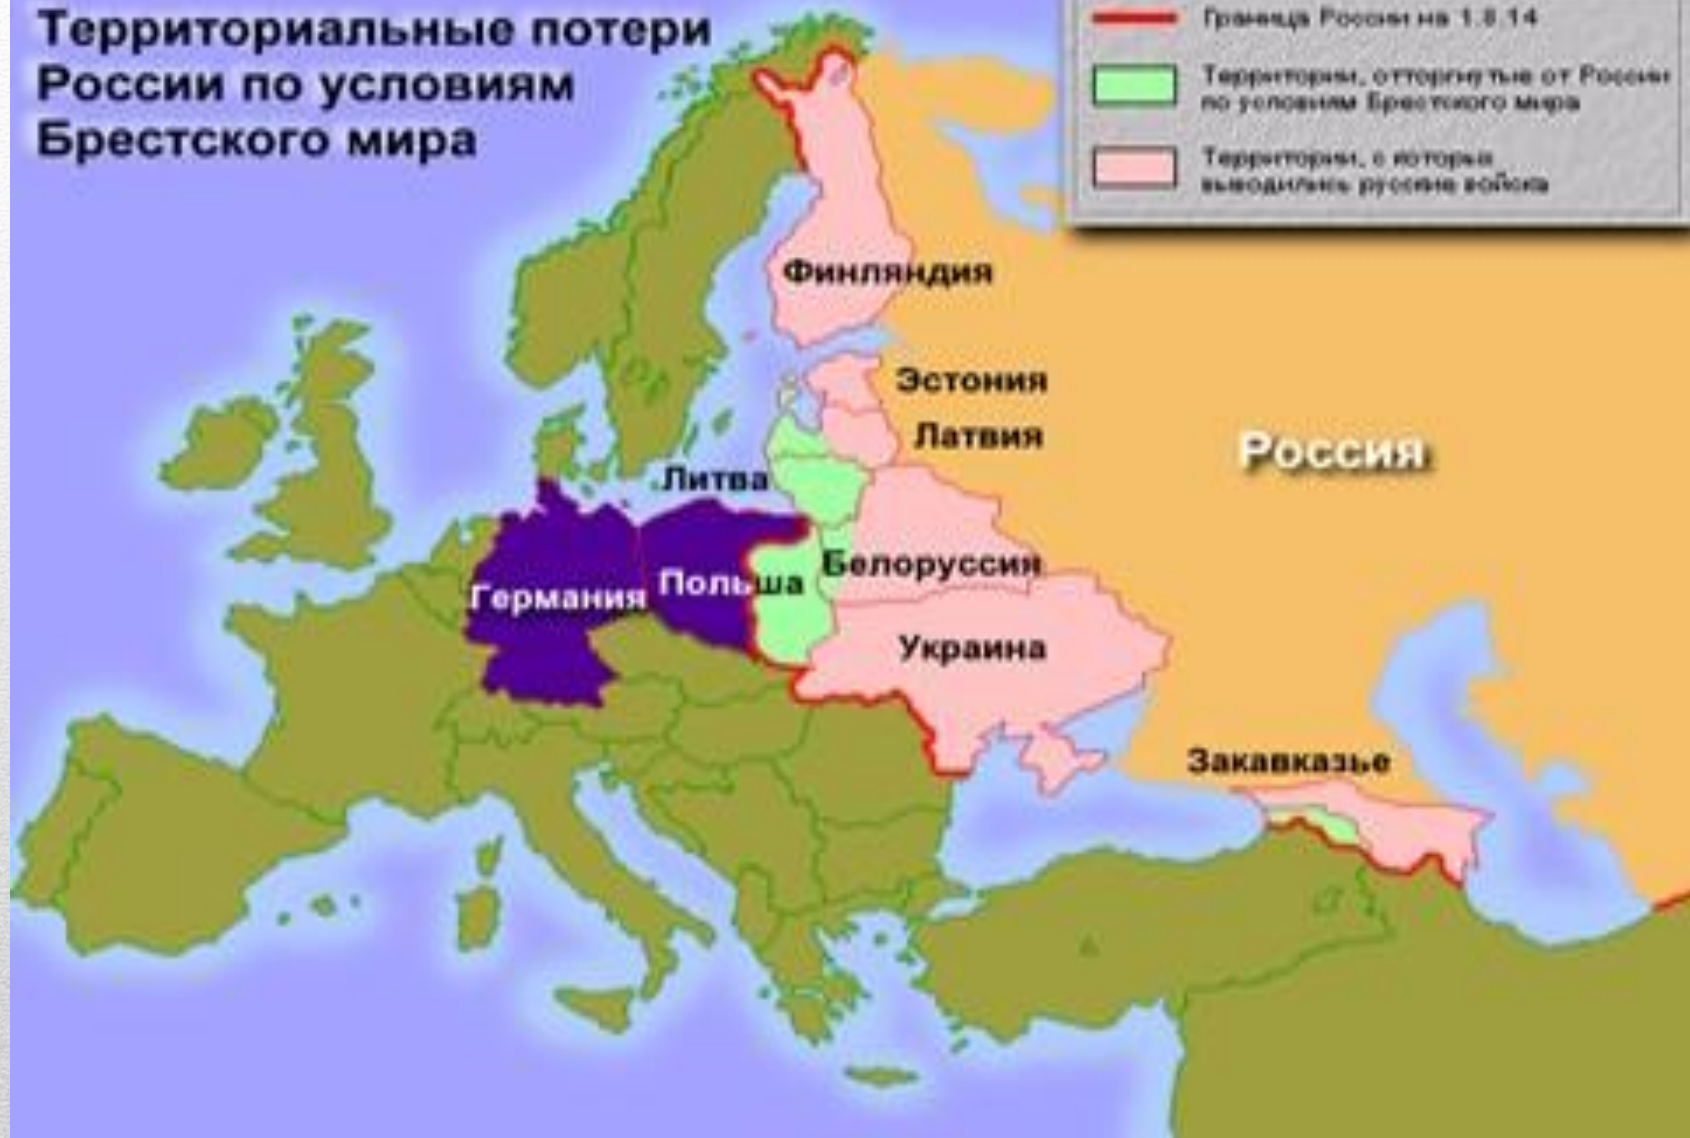 Территориальные потери
России по условиям
Брестского мира
Граница России на 1.8.14
Территории, отторгнутые от России
по условиям Брестского мира
Территории, с которых
выводились русские войска
Финляндия
Эстония
Латвия
Россия
Литва
Белоруссия
Германия
Польша
Украина
Закавказье